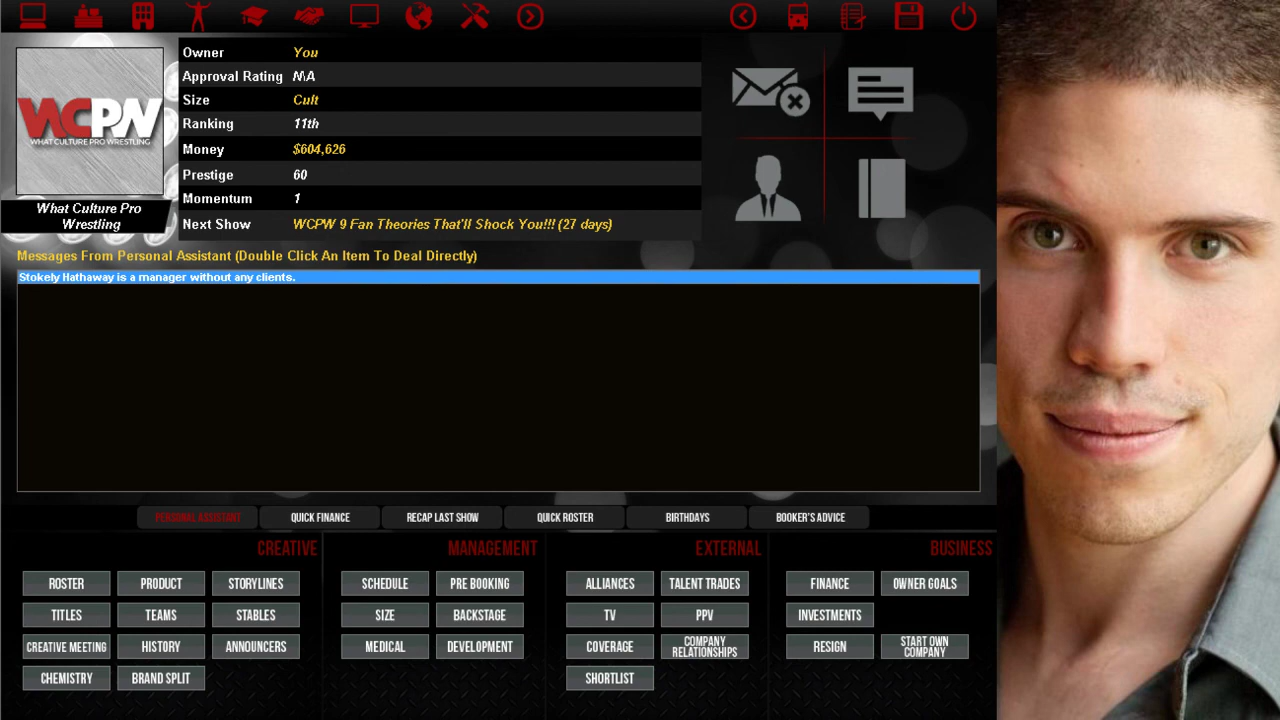 WCPW
WHAT CULTURE PRO WRESTLING
What Culture Pro
Wrestling
Owner You
Approval Rating N\A
Size Cult
Ranking 11th
Money $604,626
Prestige 60
Momentum 1
Next Show WCPW 9 Fan Theories That'll Shock You!!! (27 days)
Messages From Personal Assistant (Double Click An Item To Deal Directly)
Stokely Hathaway is a manager without any clients.
PERSONAL ASSISTANT QUICK FINANCE RECAP LAST SHOW QUICK ROSTER BIRTHDAYS BOOKER'S ADVICE
CREATIVE MANAGEMENT EXTERNAL BUSINESS
ROSTER PRODUCT STORYLINES SCHEDULE PRE BOOKING ALLIANCES TALENT TRADES FINANCE OWNER GOALS
TITLES TEAMS STABLES SIZE BACKSTAGE TV PPV INVESTMENTS
CREATIVE MEETING HISTORY ANNOUNCERS MEDICAL DEVELOPMENT COVERAGE COMPANY RELATIONSHIPS RESIGN START OWN COMPANY
CHEMISTRY BRAND SPLIT SHORTLIST